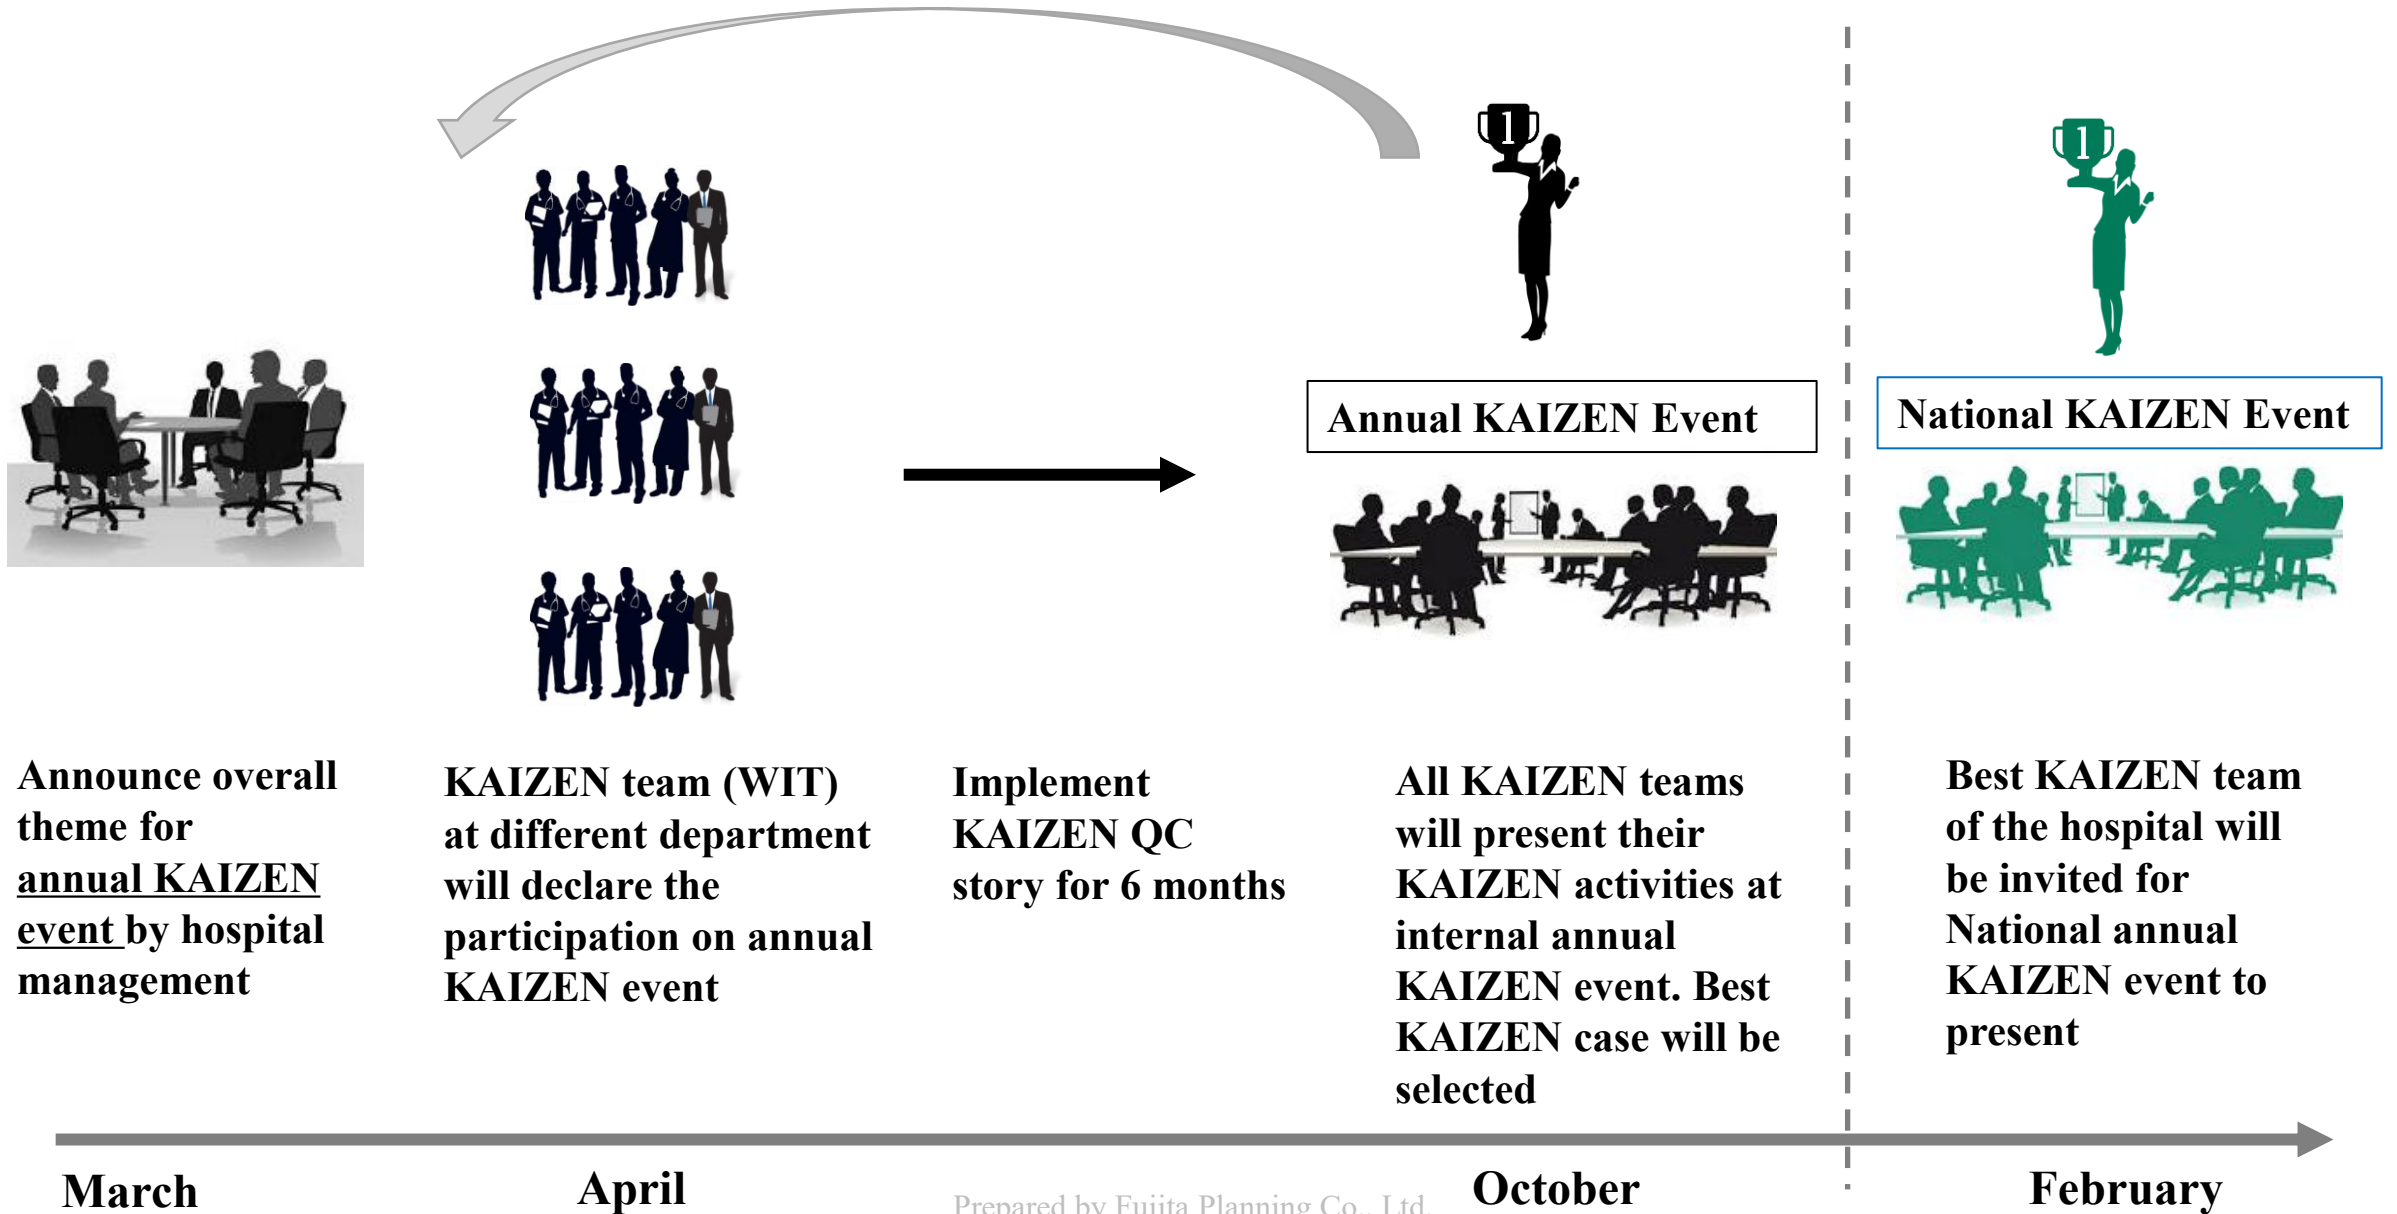 1
1
Annual KAIZEN Event
National KAIZEN Event
Announce overall
theme for
annual KAIZEN
event by hospital
management
KAIZEN team (WIT)
at different department
will declare the
participation on annual
KAIZEN event
Implement
KAIZEN QC
story for 6 months
All KAIZEN teams
will present their
KAIZEN activities at
internal annual
KAIZEN event. Best
KAIZEN case will be
selected
Best KAIZEN team
of the hospital will
be invited for
National annual
KAIZEN event to
present
March
April
October
February
Prepared by Fujita Planning Co., Ltd.